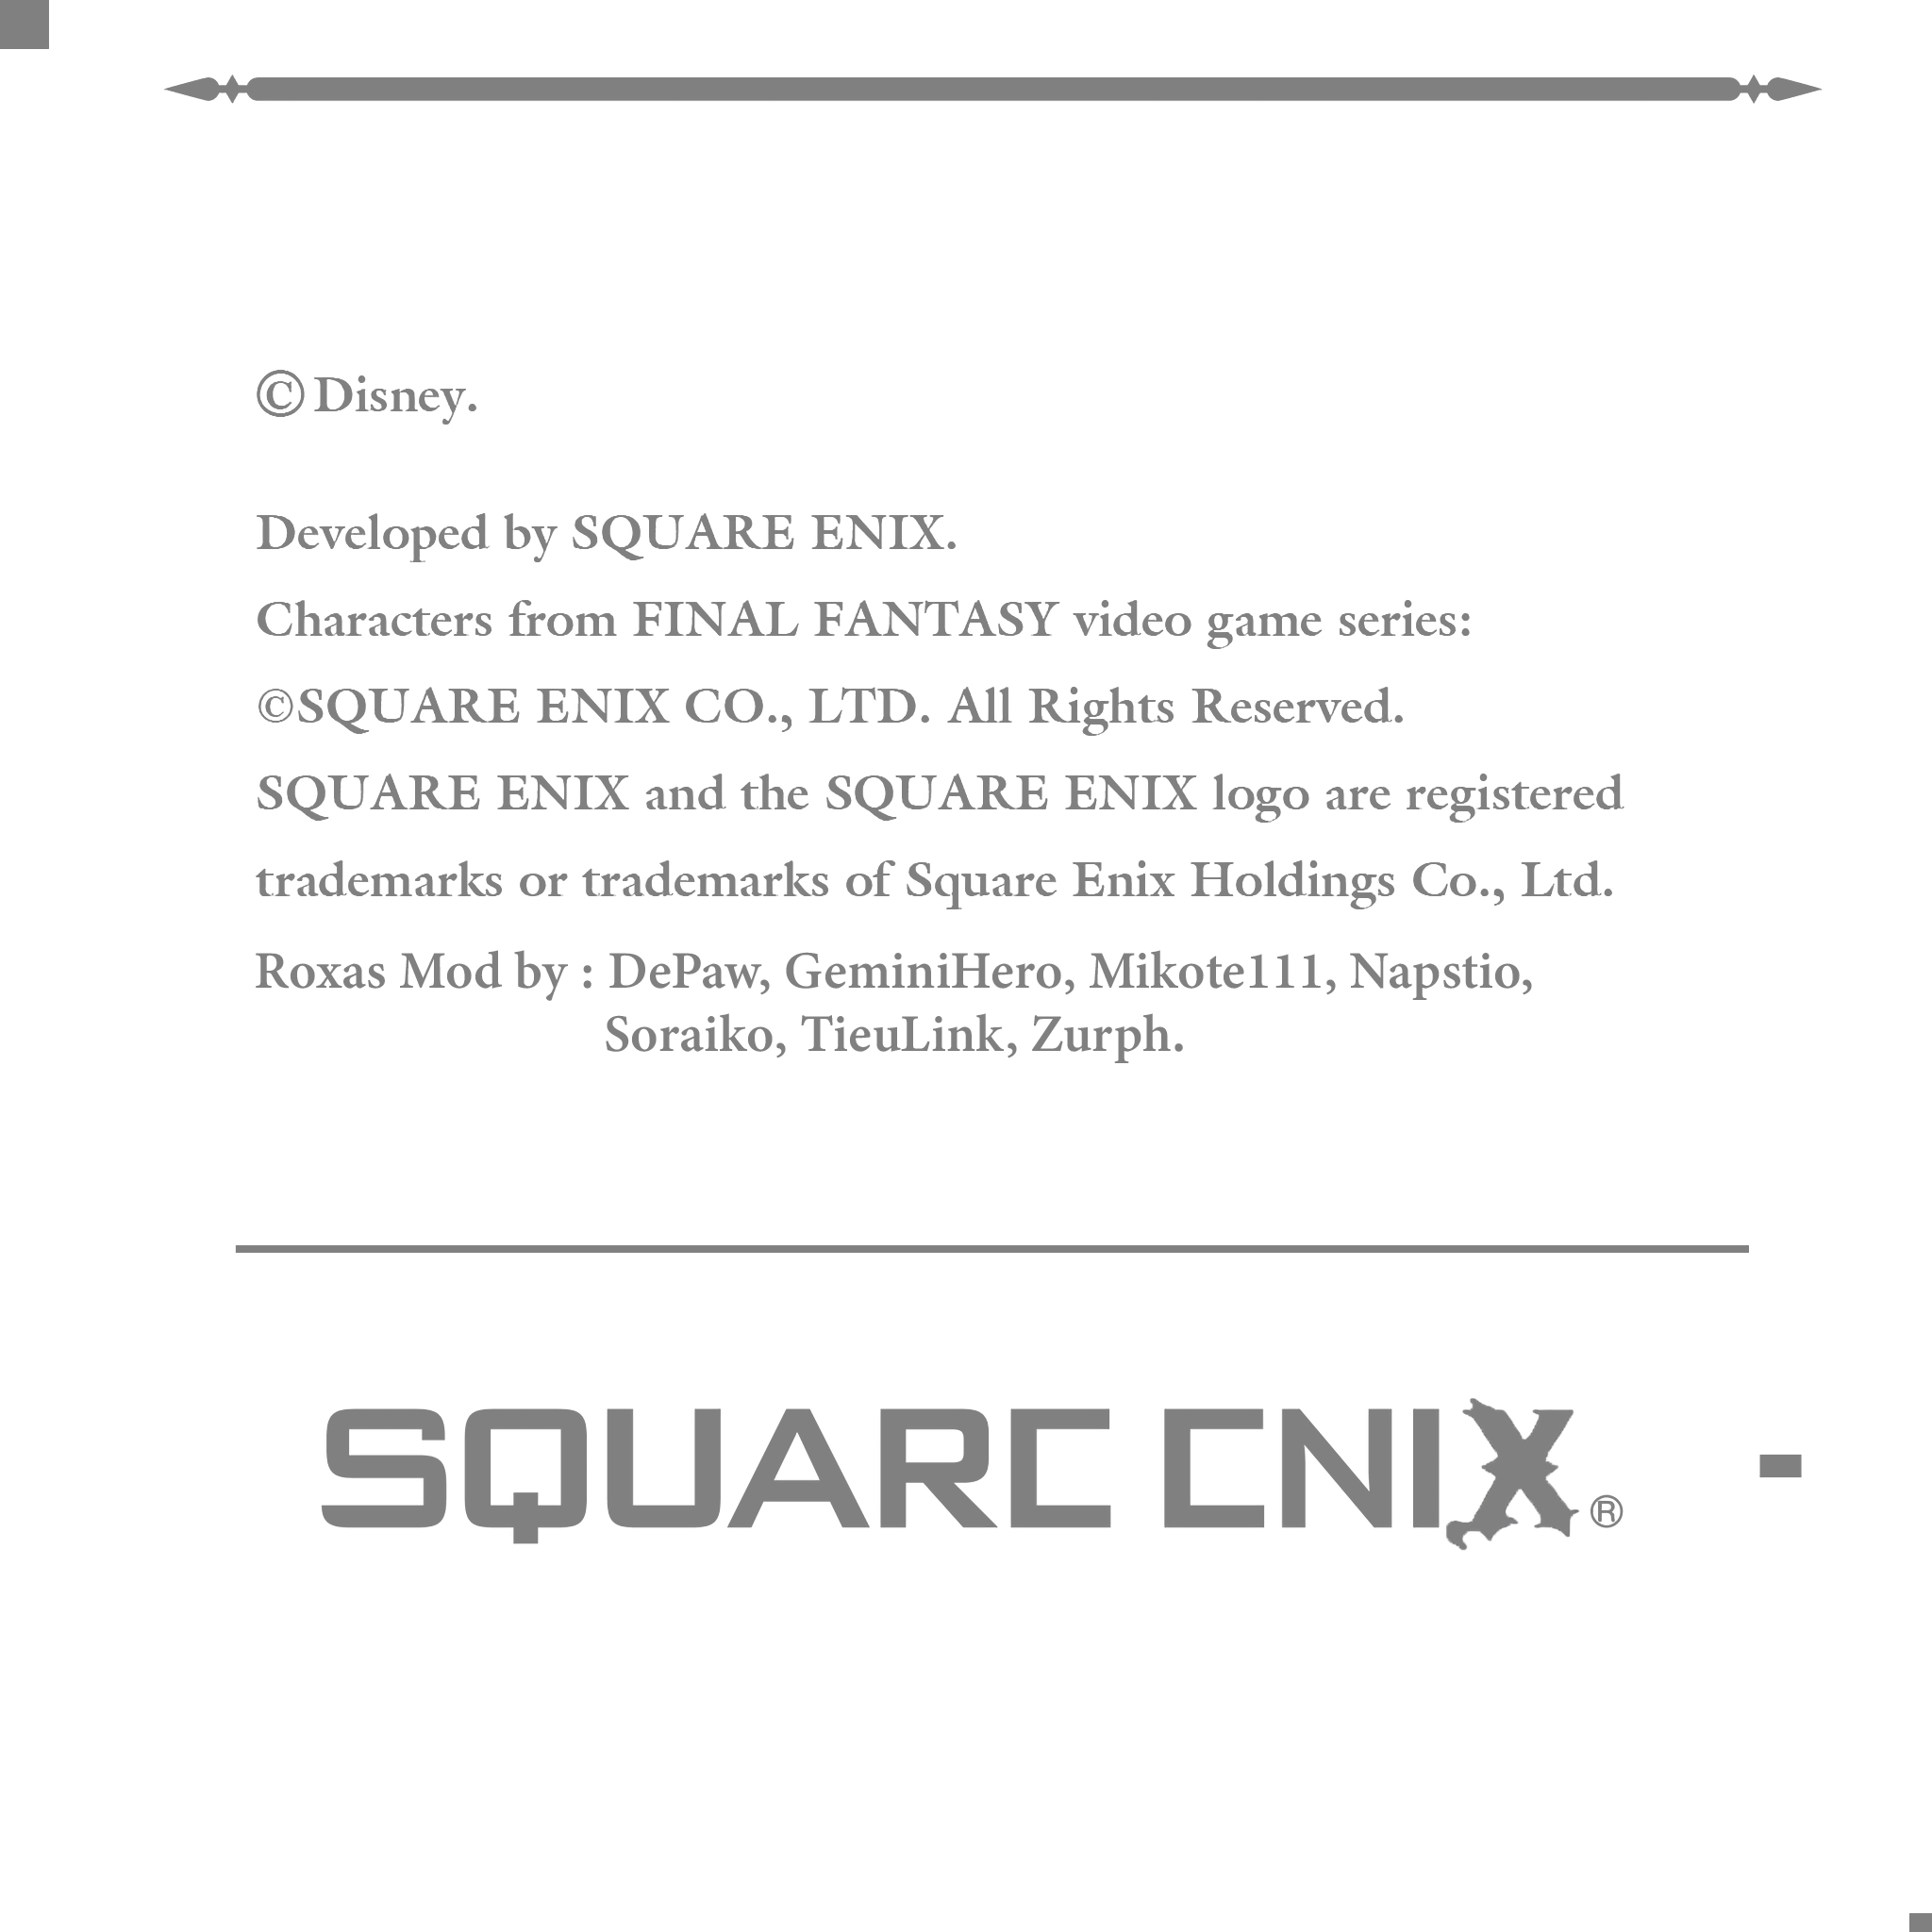 © Disney.
Developed by SQUARE ENIX.
Characters from FINAL FANTASY video game series:
©SQUARE ENIX CO., LTD. All Rights Reserved.
SQUARE ENIX and the SQUARE ENIX logo are registered
trademarks or trademarks of Square Enix Holdings Co., Ltd.
Roxas Mod by : DePaw, GeminiHero, Mikote111, Napstio,
Soraiko, TieuLink, Zurph.
SQUARE ENIX®